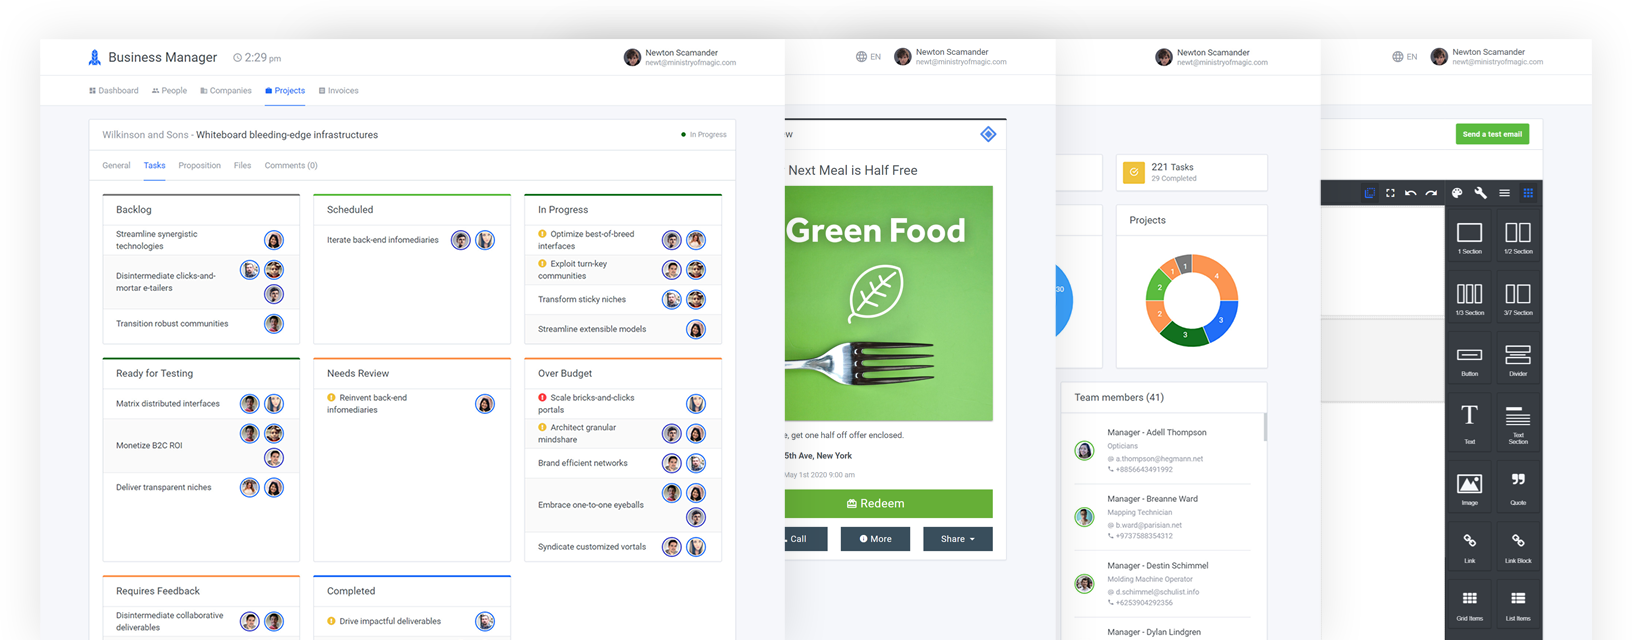 Business Manager
2:29 pm
Newton Scamander
newt@ministryofmagic.com
Dashboard
People
Companies
Projects
Invoices
Wilkinson and Sons - Whiteboard bleeding-edge infrastructures
In Progress
General
Tasks
Proposition
Files
Comments (0)
Backlog
Streamline synergistic
technologies
Disintermediate clicks-and-
mortar e-tailers
Transition robust communities
Scheduled
Iterate back-end infomediaries
In Progress
Optimize best-of-breed
interfaces
Exploit turn-key
communities
Transform sticky niches
Streamline extensible models
Ready for Testing
Matrix distributed interfaces
Monetize B2C ROI
Deliver transparent niches
Needs Review
Reinvent back-end
infomediaries
Over Budget
Scale bricks-and-clicks
portals
Architect granular
mindshare
Brand efficient networks
Embrace one-to-one eyeballs
Syndicate customized vortals
Requires Feedback
Disintermediate collaborative
deliverables
Completed
Drive impactful deliverables
EN
Newton Scamander
newt@ministryofmagic.com
Next Meal is Half Free
Green Food
, get one half off offer enclosed.
5th Ave, New York
May 1st 2020 9:00 am
Redeem
Call
More
Share
Newton Scamander
newt@ministryofmagic.com
221 Tasks
29 Completed
30
Projects
4
3
3
2
2
1
1
Team members (41)
Manager - Adell Thompson
Opticians
@ a.thompson@hegmann.net
+8856643491992
Manager - Breanne Ward
Mapping Technician
@ b.ward@parisian.net
+9737588354312
Manager - Destin Schimmel
Molding Machine Operator
@ d.schimmel@schulist.info
+6253904292356
Manager - Dylan Lindgren
EN
Newton Scamander
newt@ministryofmagic.com
Send a test email
1 Section
1/2 Section
1/3 Section
3/7 Section
Button
Divider
Text
Text
Section
Image
Quote
Link
Link Block
Grid Items
List Items